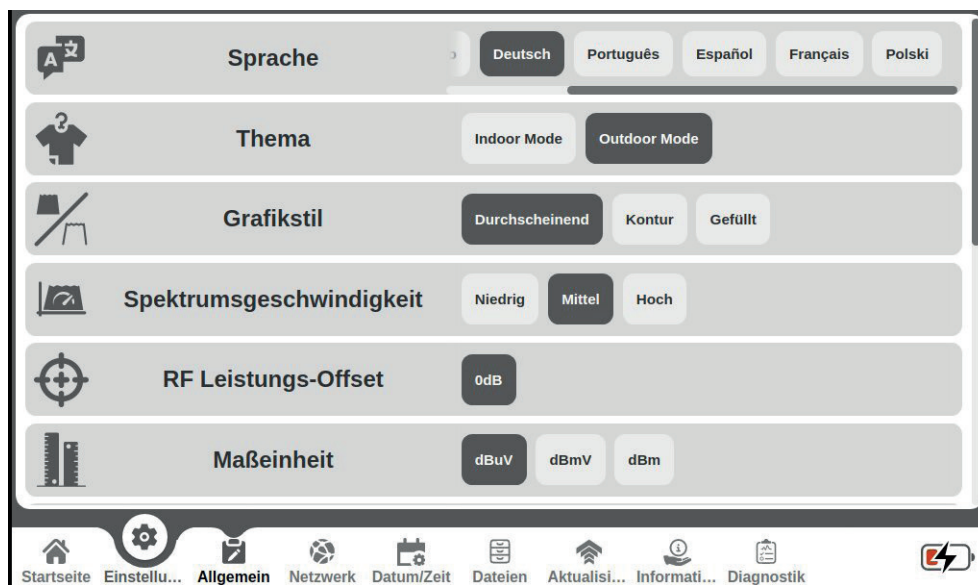 Sprache Deutsch Português Español Français Polski
Thema Indoor Mode Outdoor Mode
Grafikstil Durchscheinend Kontur Gefüllt
Spektrumsgeschwindigkeit Niedrig Mittel Hoch
RF Leistungs-Offset 0dB
Maßeinheit dBuV dBmV dBm
Startseite Einstellu... Allgemein Netzwerk Datum/Zeit Dateien Aktualisi... Informati... Diagnostik